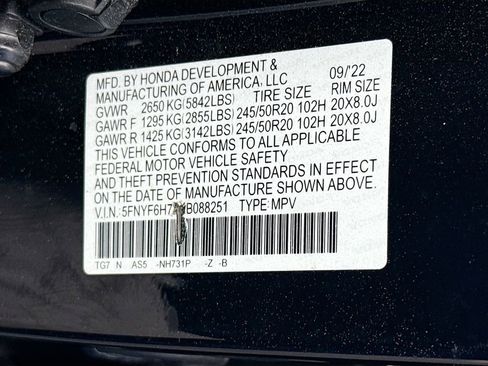 MFD. BY HONDA DEVELOPMENT &
MANUFACTURING OF AMERICA, LLC 09/'22
GVWR 2650 KG(5842LBS) TIRE SIZE RIM SIZE
GAWR F 1295 KG(2855LBS) 245/50R20 102H 20X8.0J
GAWR R 1425 KG(3142LBS) 245/50R20 102H 20X8.0J
THIS VEHICLE CONFORMS TO ALL APPLICABLE
FEDERAL MOTOR VEHICLE SAFETY
AND THEFT PREVENTION STANDARDS IN EFFECT
ON THE DATE OF MANUFACTURE SHOWN ABOVE.
V.I.N.: TYPE:MPV
TG7 N AS5 -NH731P -Z -B